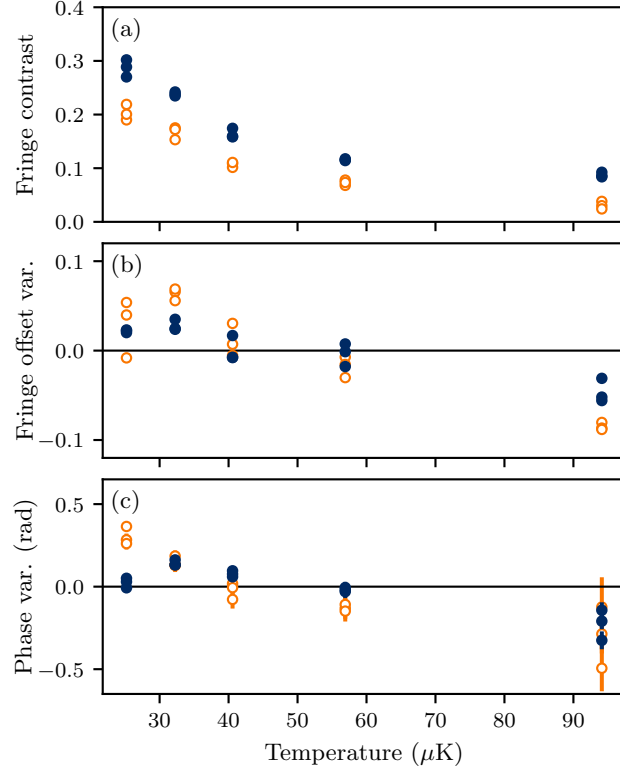 0.4
(a)
0.3
0.2
0.1
0.0
Fringe contrast
0.1
(b)
0.0
−0.1
Fringe offset var.
0.5
(c)
0.0
−0.5
Phase var. (rad)
30 40 50 60 70 80 90
Temperature (μK)